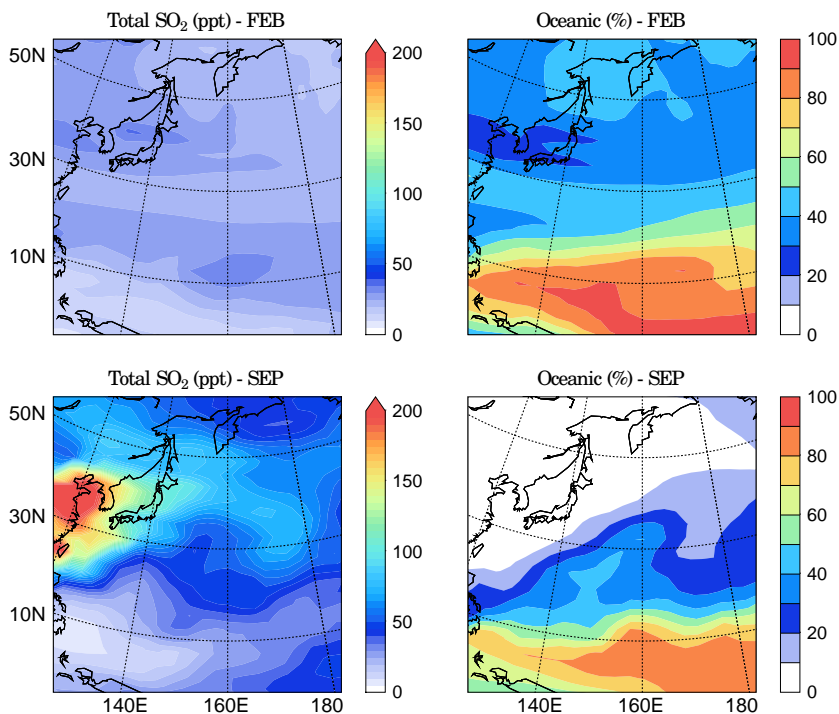 Total SO₂ (ppt) - FEB
Oceanic (%) - FEB
50N
30N
10N
200
150
100
50
0
100
80
60
40
20
0
Total SO₂ (ppt) - SEP
Oceanic (%) - SEP
50N
30N
10N
200
150
100
50
0
100
80
60
40
20
0
140E
160E
180
140E
160E
180